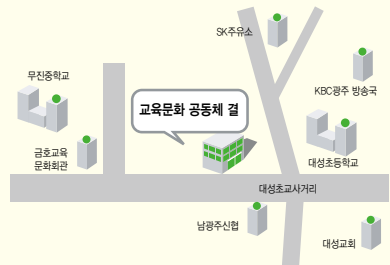 SK주유소
무진중학교
KBC광주 방송국
교육문화 공동체 결
금호교육
문화회관
대성초등학교
대성초교사거리
남광주신협
대성교회